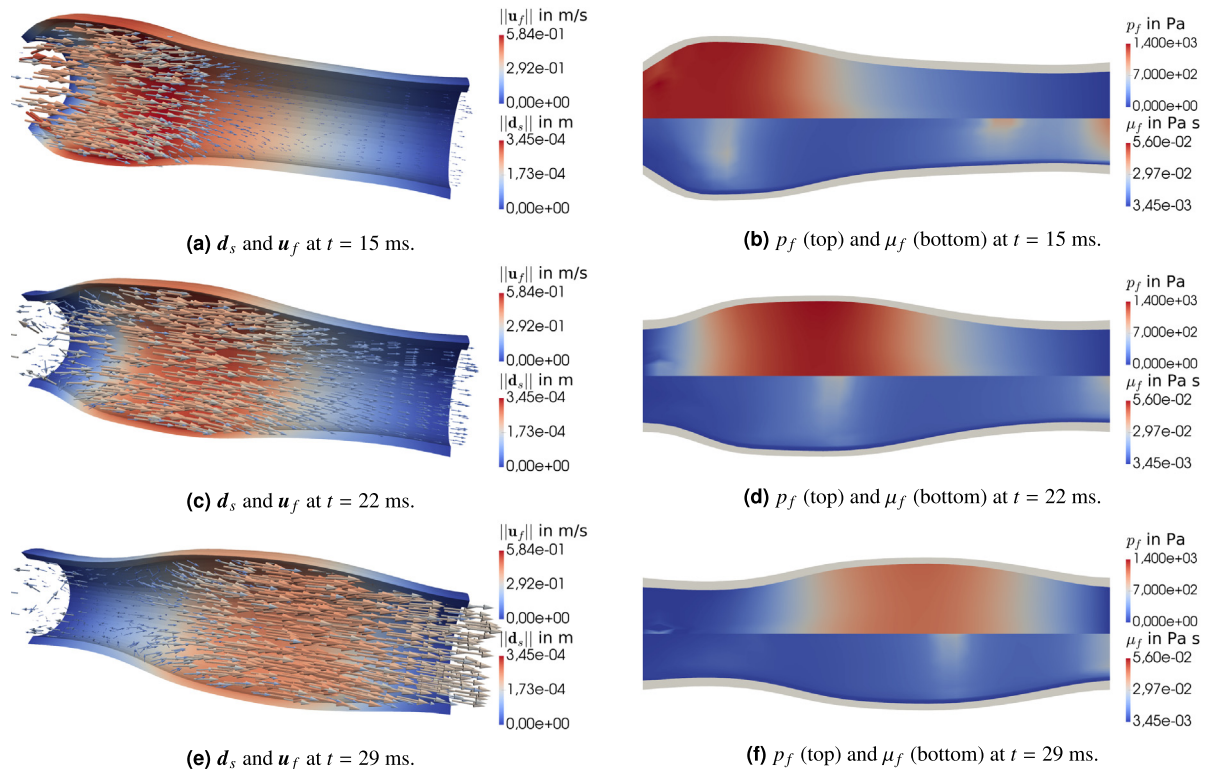 ||u_f|| in m/s
5,84e-01
2,92e-01
0,00e+00
||d_s|| in m
3,45e-04
1,73e-04
0,00e+00
(a) d_s and u_f at t = 15 ms.
p_f in Pa
1,400e+03
7,000e+02
0,000e+00
μ_f in Pa s
5,60e-02
2,97e-02
3,45e-03
(b) p_f (top) and μ_f (bottom) at t = 15 ms.
||u_f|| in m/s
5,84e-01
2,92e-01
0,00e+00
||d_s|| in m
3,45e-04
1,73e-04
0,00e+00
(c) d_s and u_f at t = 22 ms.
p_f in Pa
1,400e+03
7,000e+02
0,000e+00
μ_f in Pa s
5,60e-02
2,97e-02
3,45e-03
(d) p_f (top) and μ_f (bottom) at t = 22 ms.
||u_f|| in m/s
5,84e-01
2,92e-01
0,00e+00
||d_s|| in m
3,45e-04
1,73e-04
0,00e+00
(e) d_s and u_f at t = 29 ms.
p_f in Pa
1,400e+03
7,000e+02
0,000e+00
μ_f in Pa s
5,60e-02
2,97e-02
3,45e-03
(f) p_f (top) and μ_f (bottom) at t = 29 ms.